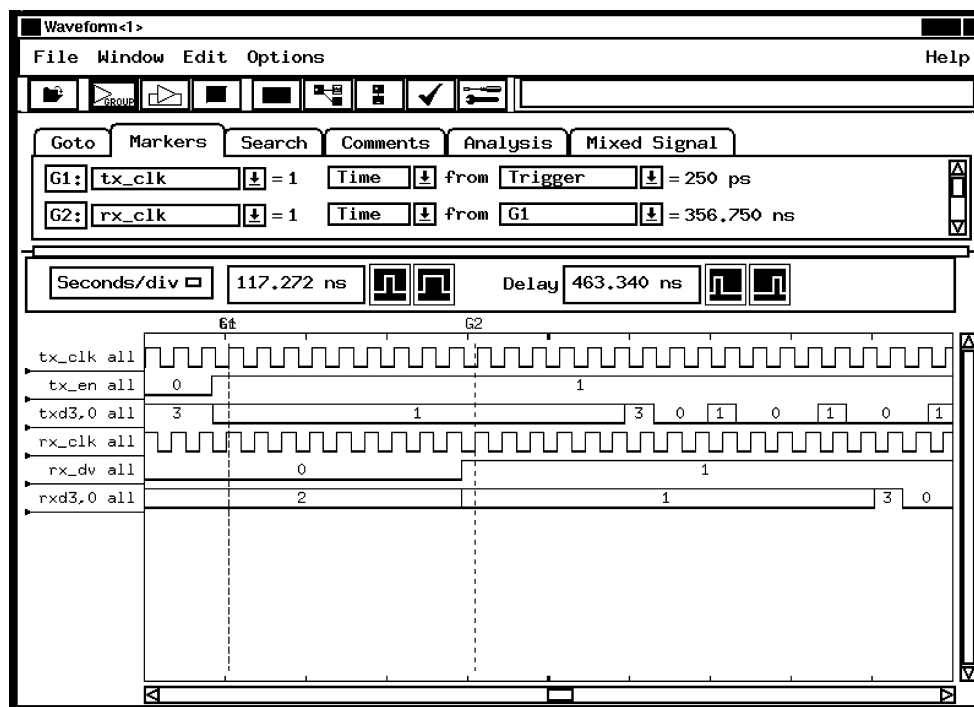 Waveform<1>
File Window Edit Options Help
GROUP
Goto Markers Search Comments Analysis Mixed Signal
G1: tx_clk = 1 Time from Trigger = 250 ps
G2: rx_clk = 1 Time from G1 = 356.750 ns
Seconds/div 117.272 ns Delay 463.340 ns
G2
tx_clk all
tx_en all 0 1
txd3,0 all 3 1 3 0 1 0 1 0 1
rx_clk all
rx_dv all 0 1
rxd3,0 all 2 1 3 0